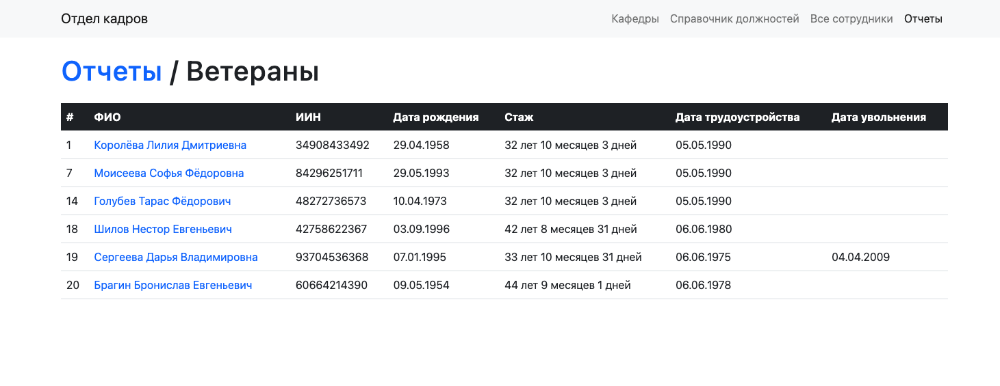 Отдел кадров Кафедры Справочник должностей Все сотрудники Отчеты
Отчеты / Ветераны
# ФИО ИИН Дата рождения Стаж Дата трудоустройства Дата увольнения
1 Королёва Лилия Дмитриевна 34908433492 29.04.1958 32 лет 10 месяцев 3 дней 05.05.1990
7 Моисеева Софья Фёдоровна 84296251711 29.05.1993 32 лет 10 месяцев 3 дней 05.05.1990
14 Голубев Тарас Фёдорович 48272736573 10.04.1973 32 лет 10 месяцев 3 дней 05.05.1990
18 Шилов Нестор Евгеньевич 42758622367 03.09.1996 42 лет 8 месяцев 31 дней 06.06.1980
19 Сергеева Дарья Владимировна 93704536368 07.01.1995 33 лет 10 месяцев 31 дней 06.06.1975 04.04.2009
20 Брагин Бронислав Евгеньевич 60664214390 09.05.1954 44 лет 9 месяцев 1 дней 06.06.1978